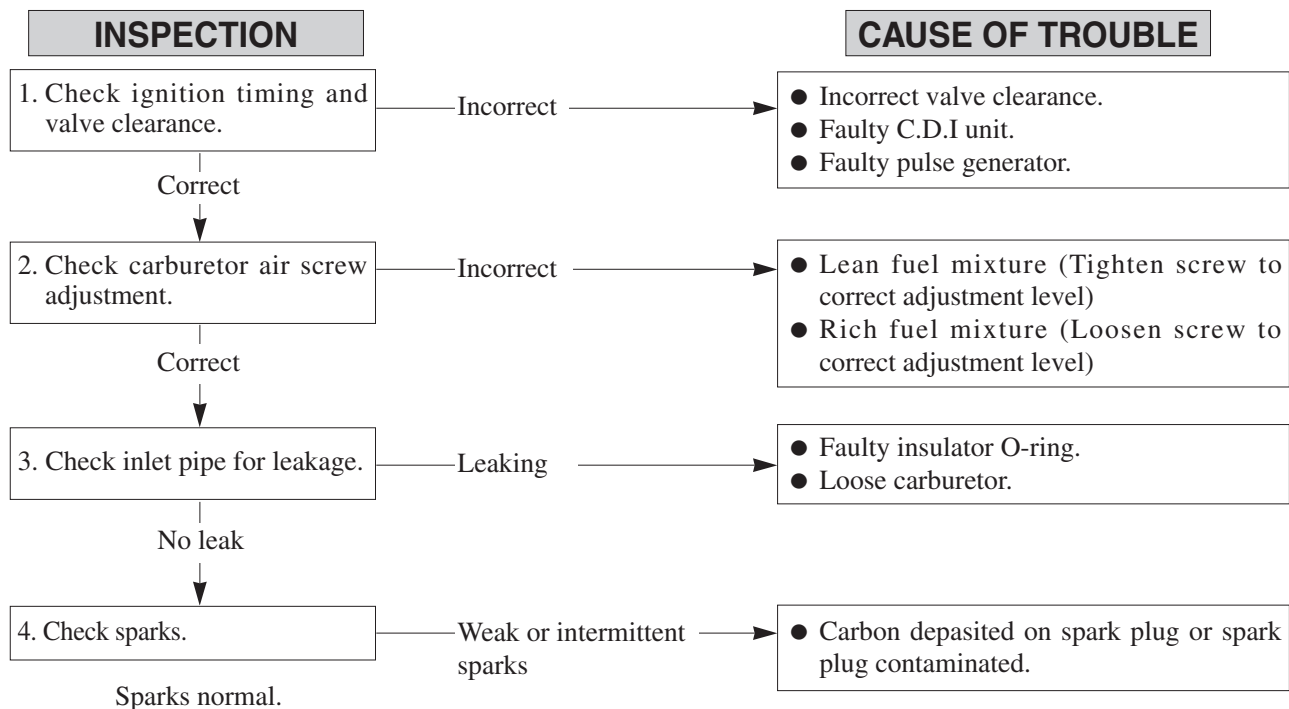 INSPECTION
CAUSE OF TROUBLE
1. Check ignition timing and
valve clearance.
Incorrect
● Incorrect valve clearance.
● Faulty C.D.I unit.
● Faulty pulse generator.
Correct
2. Check carburetor air screw
adjustment.
Incorrect
● Lean fuel mixture (Tighten screw to
correct adjustment level)
● Rich fuel mixture (Loosen screw to
correct adjustment level)
Correct
3. Check inlet pipe for leakage.
Leaking
● Faulty insulator O-ring.
● Loose carburetor.
No leak
4. Check sparks.
Weak or intermittent
sparks
● Carbon depasited on spark plug or spark
plug contaminated.
Sparks normal.